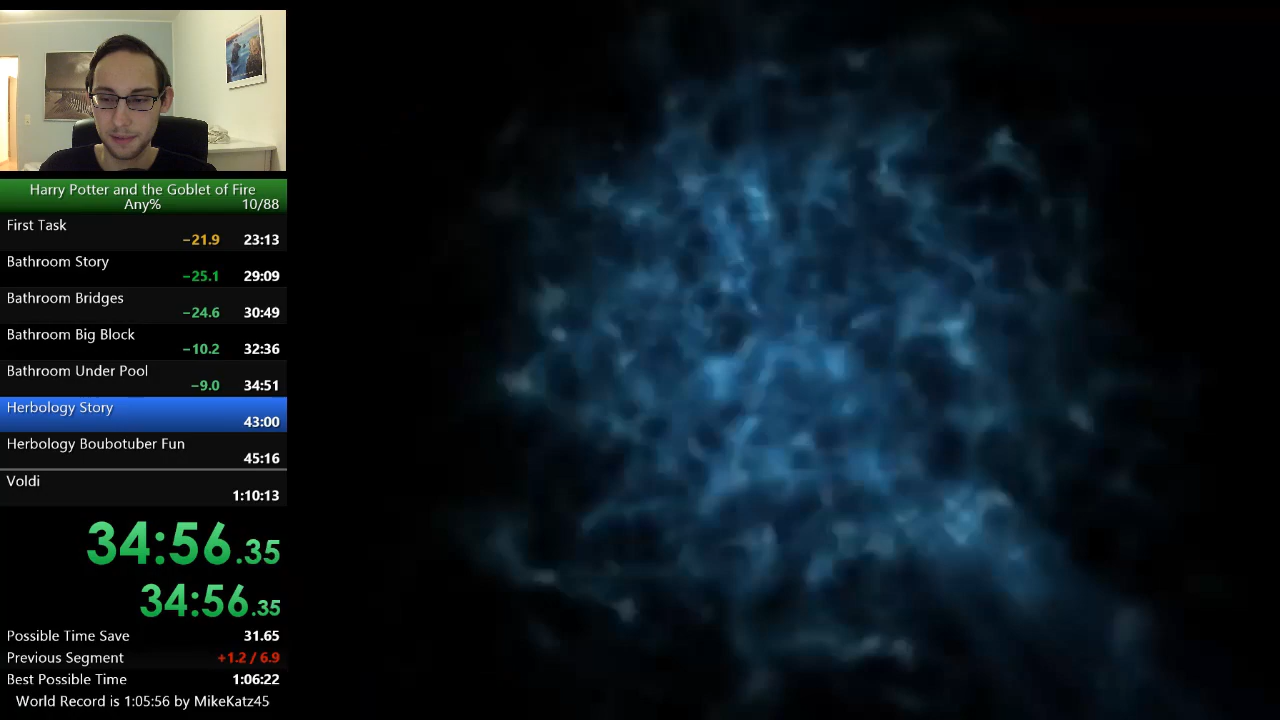 Harry Potter and the Goblet of Fire
Any% 10/88
First Task
−21.9 23:13
Bathroom Story
−25.1 29:09
Bathroom Bridges
−24.6 30:49
Bathroom Big Block
−10.2 32:36
Bathroom Under Pool
−9.0 34:51
Herbology Story
43:00
Herbology Boubotuber Fun
45:16
Voldi
1:10:13
34:56.35
34:56.35
Possible Time Save 31.65
Previous Segment +1.2 / 6.9
Best Possible Time 1:06:22
World Record is 1:05:56 by MikeKatz45